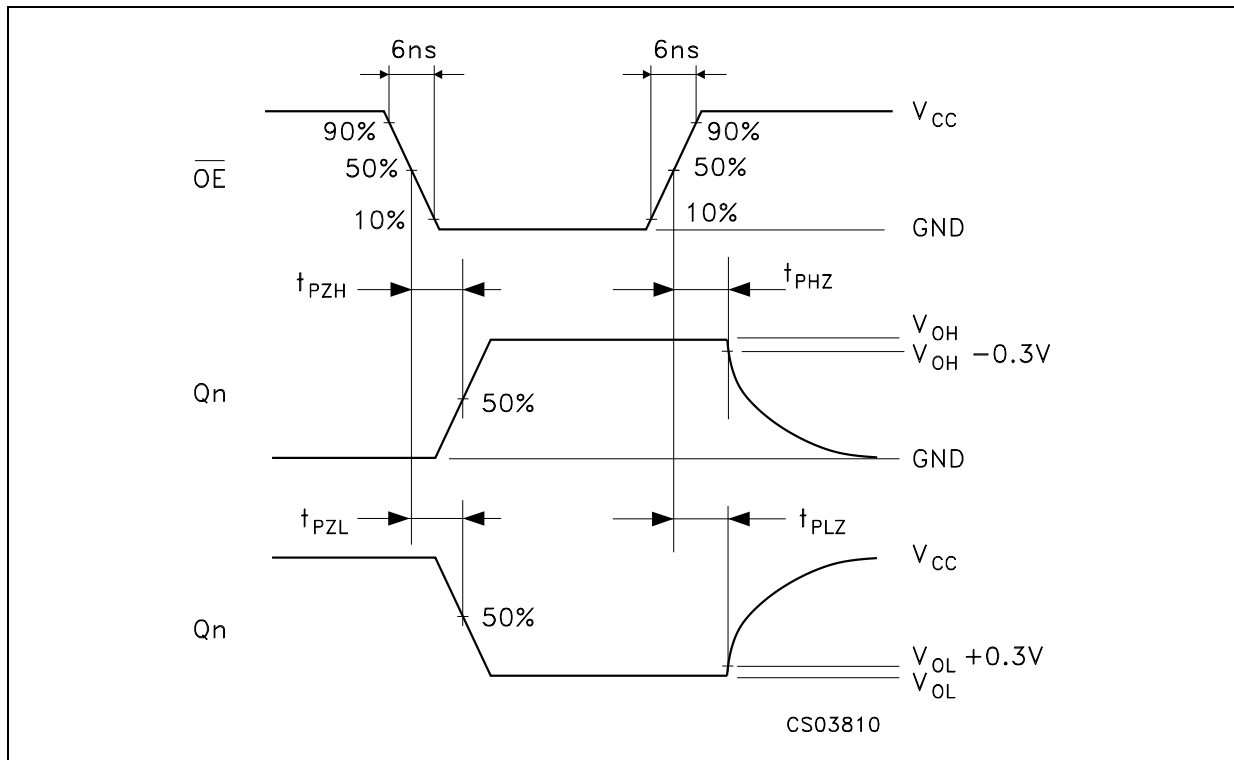 6ns 6ns
V_CC
90% 90%
50% 50%
O̅E̅
10% 10%
GND
t_PZH t_PHZ
V_OH
V_OH −0.3V
Qn
50%
GND
t_PZL t_PLZ
V_CC
50%
Qn
V_OL +0.3V
V_OL
CS03810